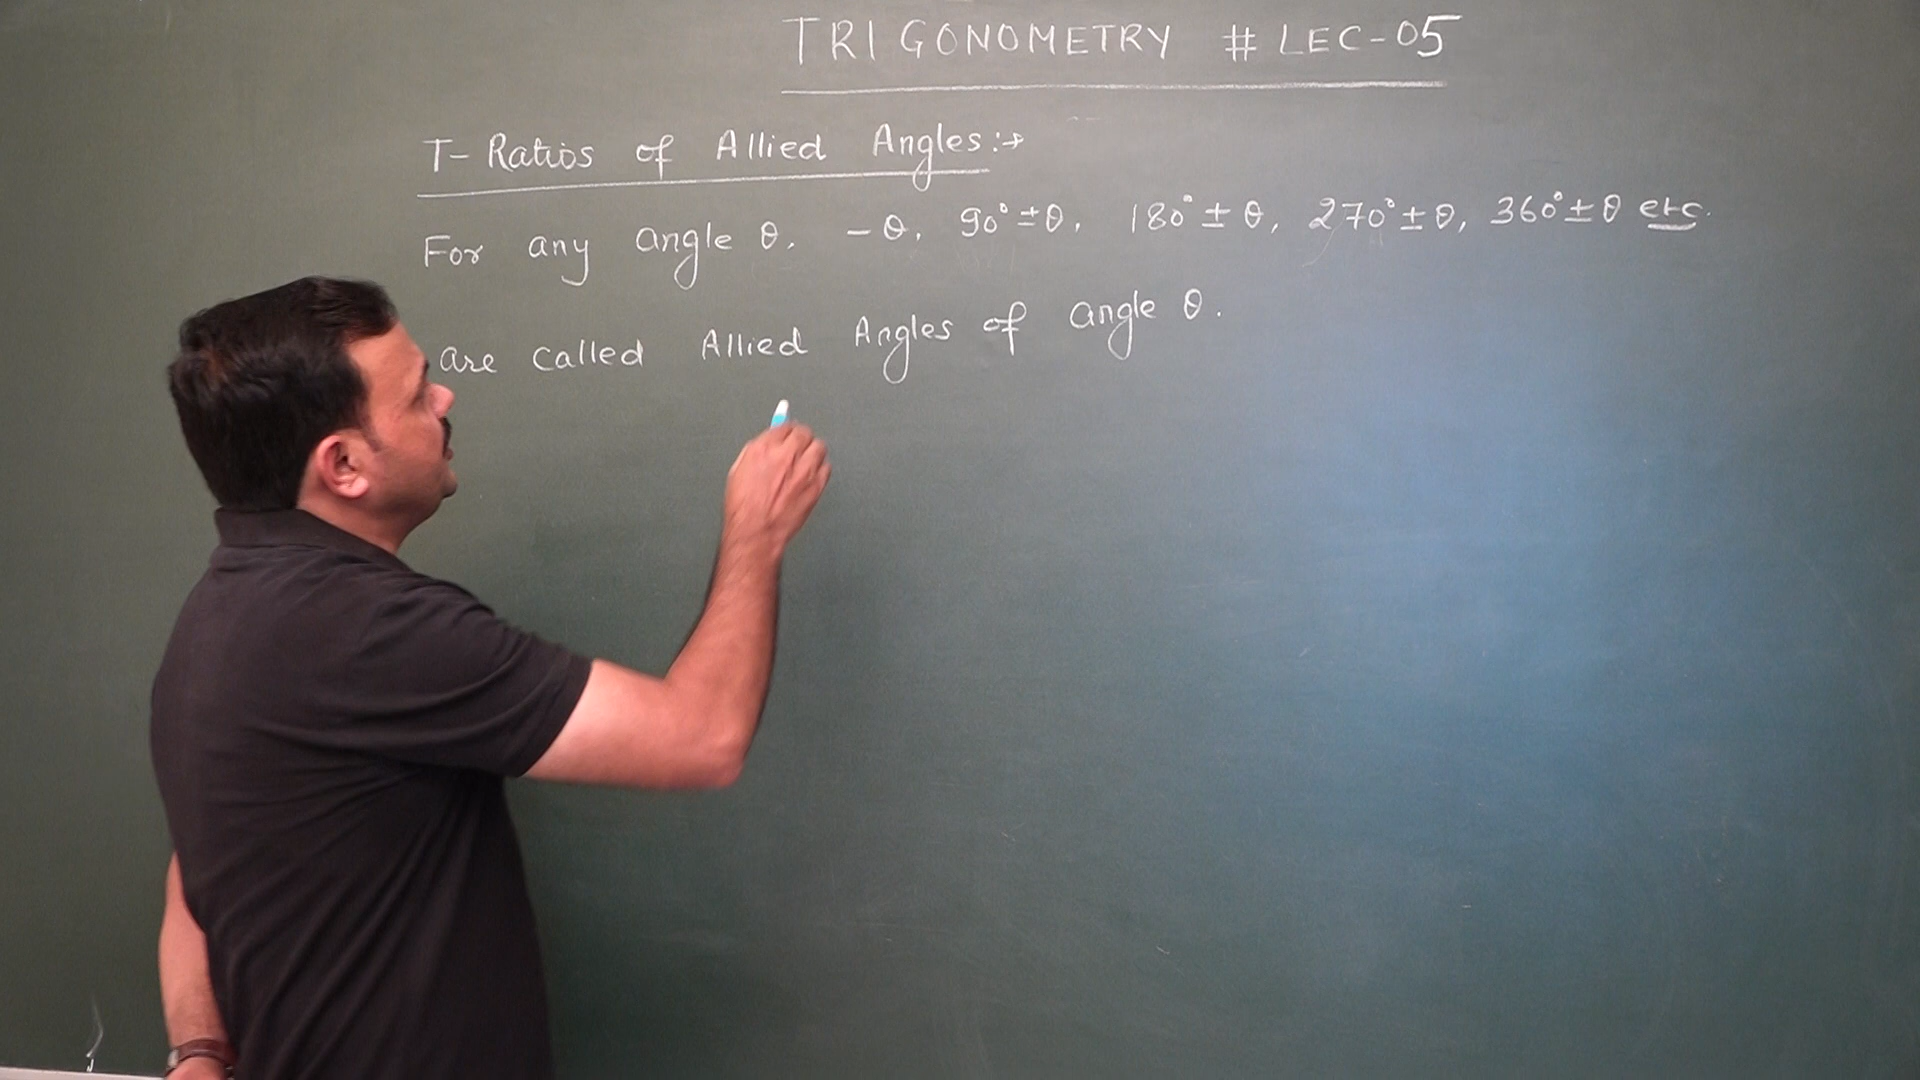 TRIGONOMETRY # LEC-05
T-Ratios of Allied Angles:→
For any angle θ, -θ, 90°±θ, 180°±θ, 270°±θ, 360°±θ etc.
are called Allied Angles of angle θ.